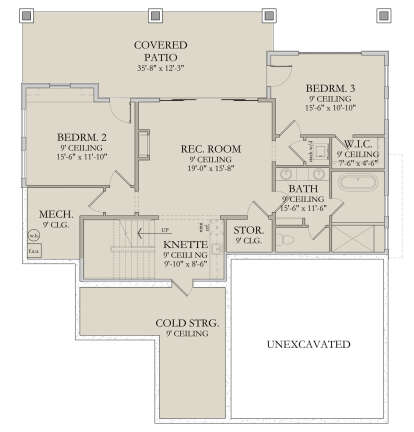 COVERED
PATIO
35'-8" x 12'-3"
BEDRM. 3
9' CEILING
15'-6" x 10'-10"
BEDRM. 2
9' CEILING
15'-6" x 11'-10"
REC. ROOM
9' CEILING
19'-0" x 15'-8"
W.I.C.
9' CEILING
7'-6" x 4'-6"
BATH
9' CEILING
15'-6" x 11'-6"
MECH.
9' CLG.
UP
KNETTE
9' CEILING
9'-10" x 8'-6"
STOR.
9' CLG.
COLD STRG.
9' CEILING
UNEXCAVATED